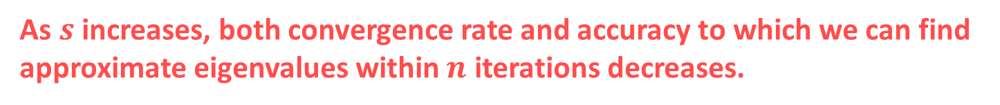 As s increases, both convergence rate and accuracy to which we can find
approximate eigenvalues within n iterations decreases.